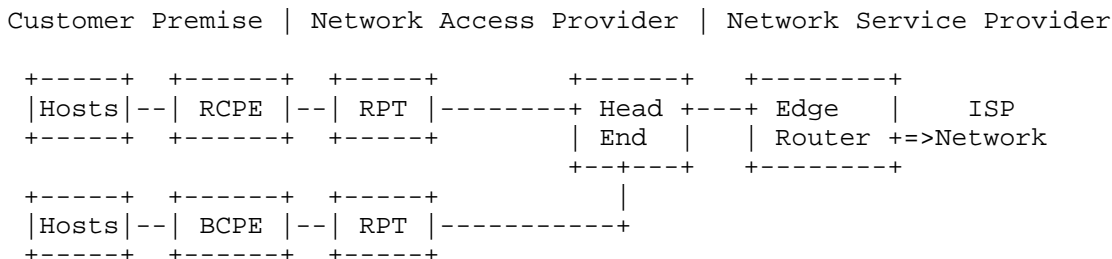 Customer Premise | Network Access Provider | Network Service Provider
 +-----+  +------+  +-----+         +------+   +--------+
 |Hosts|--| RCPE |--| RPT |--------+ Head +---+ Edge   |    ISP
 +-----+  +------+  +-----+         | End  |   | Router +=>Network
                                    +--+---+   +--------+
 +-----+  +------+  +-----+            |
 |Hosts|--| BCPE |--| RPT |-----------+
 +-----+  +------+  +-----+